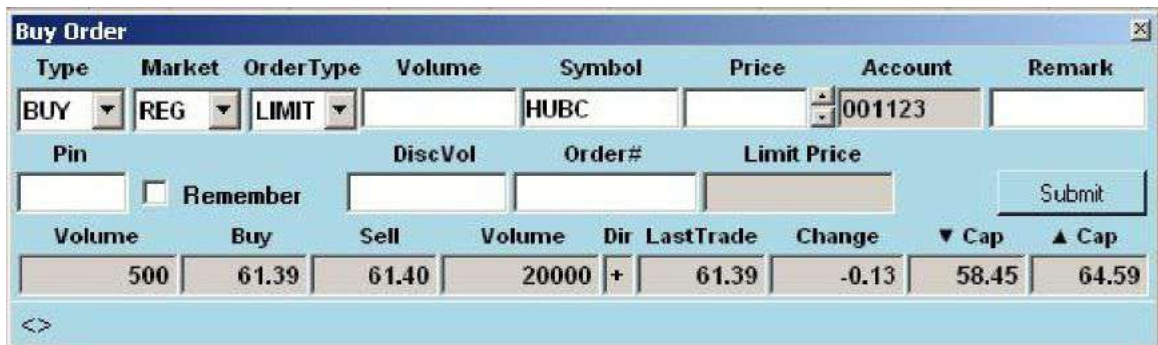 Buy Order
Type Market OrderType Volume Symbol Price Account Remark
BUY REG LIMIT HUBC 001123
Pin DiscVol Order# Limit Price
Remember Submit
Volume Buy Sell Volume Dir LastTrade Change ▼ Cap ▲ Cap
500 61.39 61.40 20000 + 61.39 -0.13 58.45 64.59
<>